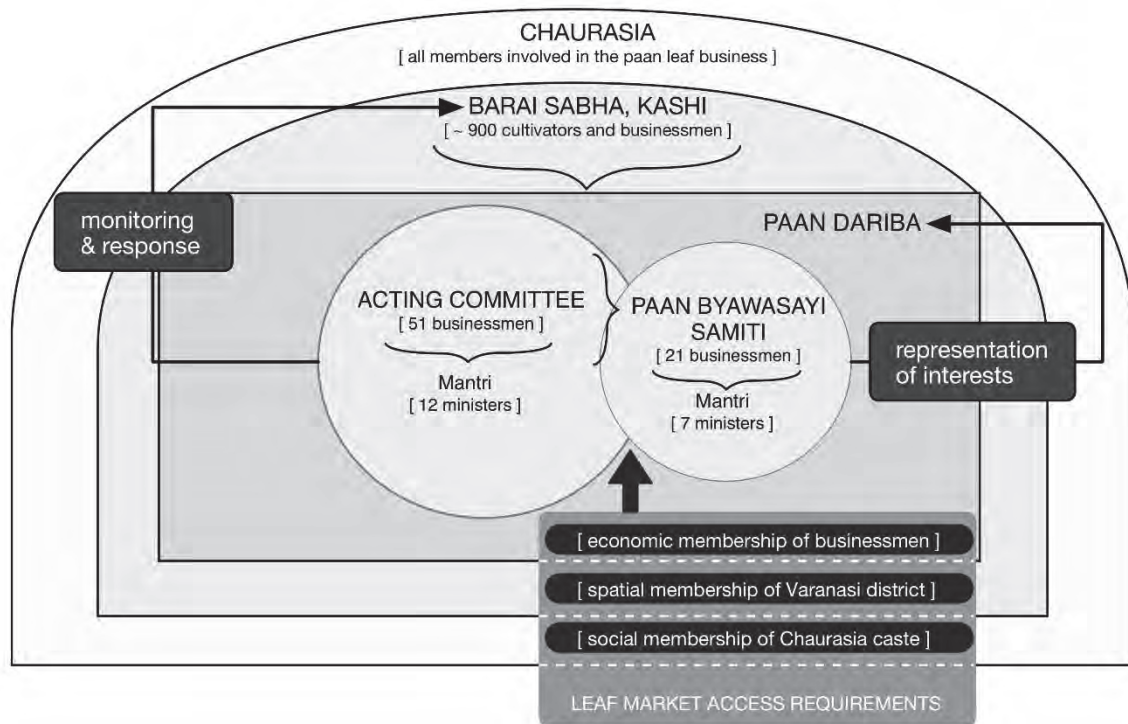 CHAURASIA
[ all members involved in the paan leaf business ]
BARAI SABHA, KASHI
[ ~ 900 cultivators and businessmen ]
monitoring
& response
PAAN DARIBA
ACTING COMMITTEE
[ 51 businessmen ]
Mantri
[ 12 ministers ]
PAAN BYAWASAYI
SAMITI
[ 21 businessmen ]
Mantri
[ 7 ministers ]
representation
of interests
[ economic membership of businessmen ]
[ spatial membership of Varanasi district ]
[ social membership of Chaurasia caste ]
LEAF MARKET ACCESS REQUIREMENTS